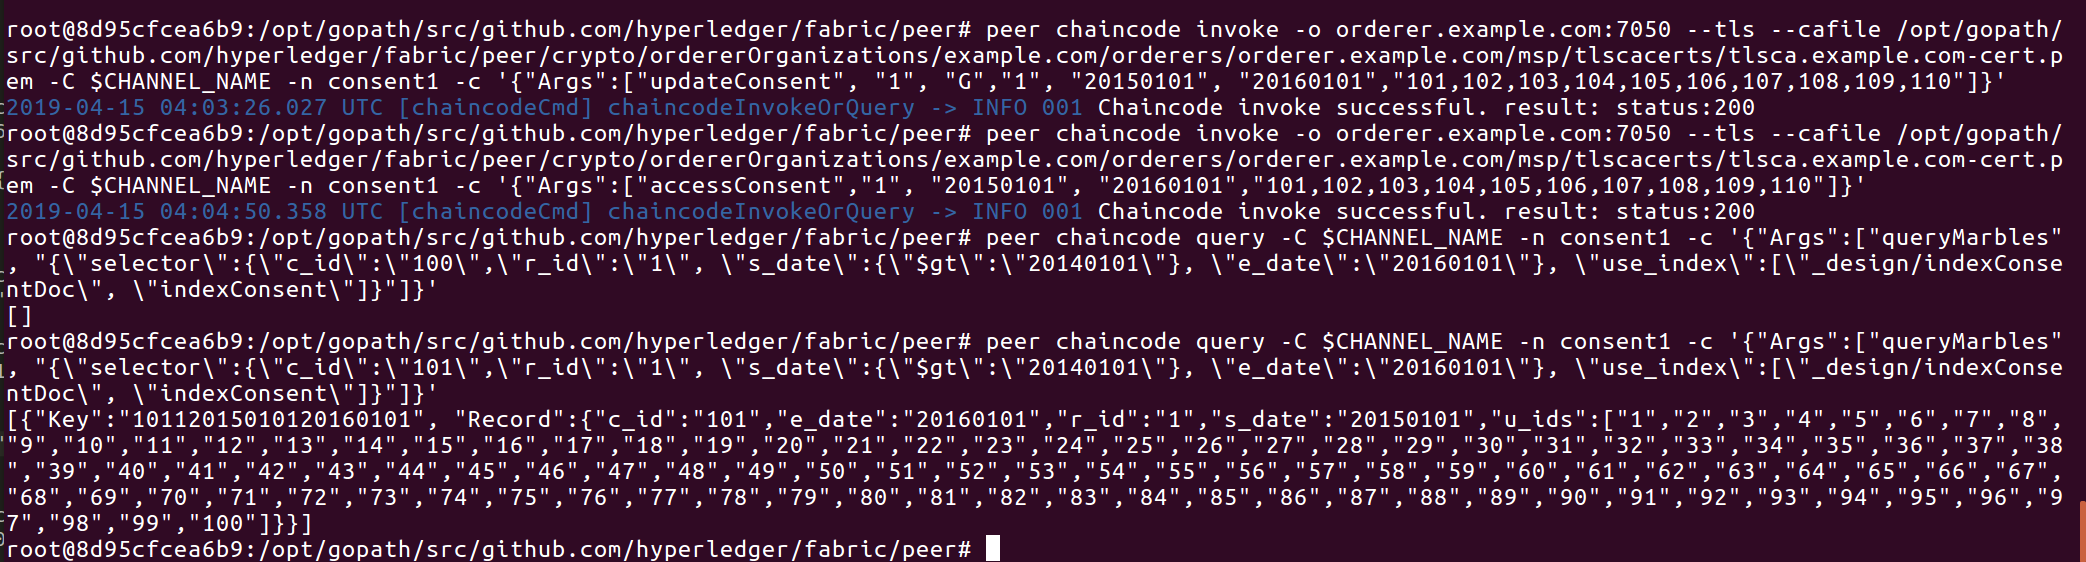 root@8d95cfcea6b9:/opt/gopath/src/github.com/hyperledger/fabric/peer# peer chaincode invoke -o orderer.example.com:7050 --tls --cafile /opt/gopath/
src/github.com/hyperledger/fabric/peer/crypto/ordererOrganizations/example.com/orderers/orderer.example.com/msp/tlscacerts/tlsca.example.com-cert.p
em -C $CHANNEL_NAME -n consent1 -c '{"Args":["updateConsent", "1", "G","1", "20150101", "20160101","101,102,103,104,105,106,107,108,109,110"]}'
2019-04-15 04:03:26.027 UTC [chaincodeCmd] chaincodeInvokeOrQuery -> INFO 001 Chaincode invoke successful. result: status:200
root@8d95cfcea6b9:/opt/gopath/src/github.com/hyperledger/fabric/peer# peer chaincode invoke -o orderer.example.com:7050 --tls --cafile /opt/gopath/
src/github.com/hyperledger/fabric/peer/crypto/ordererOrganizations/example.com/orderers/orderer.example.com/msp/tlscacerts/tlsca.example.com-cert.p
em -C $CHANNEL_NAME -n consent1 -c '{"Args":["accessConsent","1", "20150101", "20160101","101,102,103,104,105,106,107,108,109,110"]}'
2019-04-15 04:04:50.358 UTC [chaincodeCmd] chaincodeInvokeOrQuery -> INFO 001 Chaincode invoke successful. result: status:200
root@8d95cfcea6b9:/opt/gopath/src/github.com/hyperledger/fabric/peer# peer chaincode query -C $CHANNEL_NAME -n consent1 -c '{"Args":["queryMarbles"
, "{\"selector\":{\"c_id\":\"100\",\"r_id\":\"1\", \"s_date\":{\"$gt\":\"20140101\"}, \"e_date\":\"20160101\"}, \"use_index\":[\"_design/indexConse
ntDoc\", \"indexConsent\"]}"]}'
[]
root@8d95cfcea6b9:/opt/gopath/src/github.com/hyperledger/fabric/peer# peer chaincode query -C $CHANNEL_NAME -n consent1 -c '{"Args":["queryMarbles"
, "{\"selector\":{\"c_id\":\"101\",\"r_id\":\"1\", \"s_date\":{\"$gt\":\"20140101\"}, \"e_date\":\"20160101\"}, \"use_index\":[\"_design/indexConse
ntDoc\", \"indexConsent\"]}"]}'
[{"Key":"10112015010120160101", "Record":{"c_id":"101","e_date":"20160101","r_id":"1","s_date":"20150101","u_ids":["1","2","3","4","5","6","7","8",
"9","10","11","12","13","14","15","16","17","18","19","20","21","22","23","24","25","26","27","28","29","30","31","32","33","34","35","36","37","38
","39","40","41","42","43","44","45","46","47","48","49","50","51","52","53","54","55","56","57","58","59","60","61","62","63","64","65","66","67",
"68","69","70","71","72","73","74","75","76","77","78","79","80","81","82","83","84","85","86","87","88","89","90","91","92","93","94","95","96","9
7","98","99","100"]}}]
root@8d95cfcea6b9:/opt/gopath/src/github.com/hyperledger/fabric/peer#